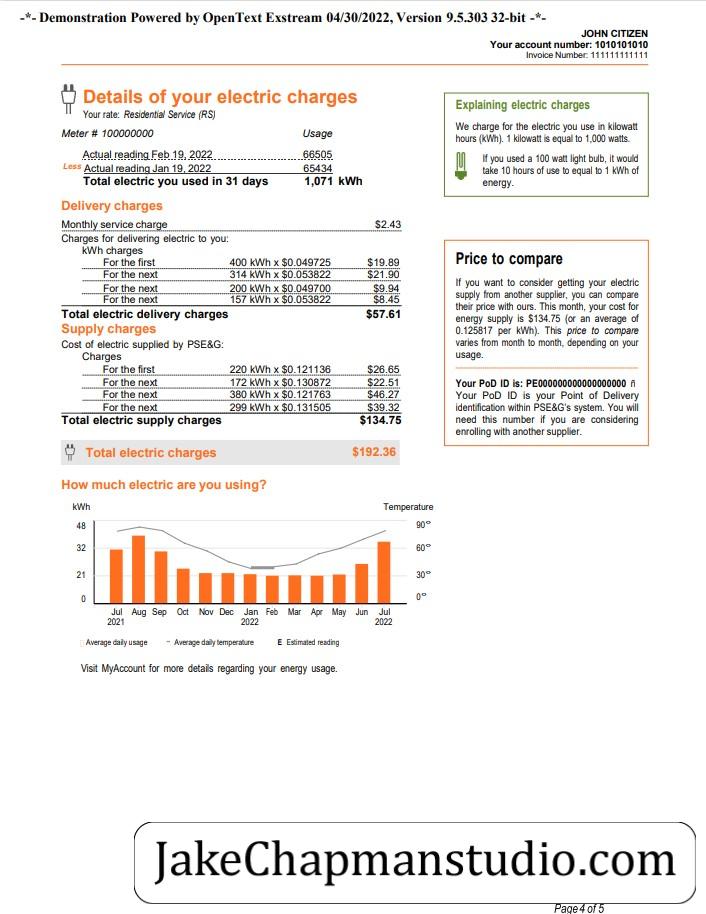 -*- Demonstration Powered by OpenText Exstream 04/30/2022, Version 9.5.303 32-bit -*-
JOHN CITIZEN
Your account number: 1010101010
Invoice Number: 111111111111
Details of your electric charges
Your rate: Residential Service (RS)
Meter # 100000000 Usage
Actual reading Feb 19, 2022 66505
Less Actual reading Jan 19, 2022 65434
Total electric you used in 31 days 1,071 kWh
Delivery charges
Monthly service charge $2.43
Charges for delivering electric to you:
kWh charges
For the first 400 kWh x $0.049725 $19.89
For the next 314 kWh x $0.053822 $21.90
For the next 200 kWh x $0.049700 $9.94
For the next 157 kWh x $0.053822 $8.45
Total electric delivery charges $57.61
Supply charges
Cost of electric supplied by PSE&G:
Charges
For the first 220 kWh x $0.121136 $26.65
For the next 172 kWh x $0.130872 $22.51
For the next 380 kWh x $0.121763 $46.27
For the next 299 kWh x $0.131505 $39.32
Total electric supply charges $134.75
Total electric charges $192.36
Explaining electric charges
We charge for the electric you use in kilowatt
hours (kWh). 1 kilowatt is equal to 1,000 watts.
If you used a 100 watt light bulb, it would
take 10 hours of use to equal to 1 kWh of
energy.
Price to compare
If you want to consider getting your electric
supply from another supplier, you can compare
their price with ours. This month, your cost for
energy supply is $134.75 (or an average of
0.125817 per kWh). This price to compare
varies from month to month, depending on your
usage.
Your PoD ID is: PE000000000000000000 ñ
Your PoD ID is your Point of Delivery
identification within PSE&G's system. You will
need this number if you are considering
enrolling with another supplier.
How much electric are you using?
kWh Temperature
48 90°
32 60°
21 30°
0 0°
Jul Aug Sep Oct Nov Dec Jan Feb Mar Apr May Jun Jul
2021 2022 2022
Average daily usage - Average daily temperature E Estimated reading
Visit MyAccount for more details regarding your energy usage.
JakeChapmanstudio.com
Page 4 of 5